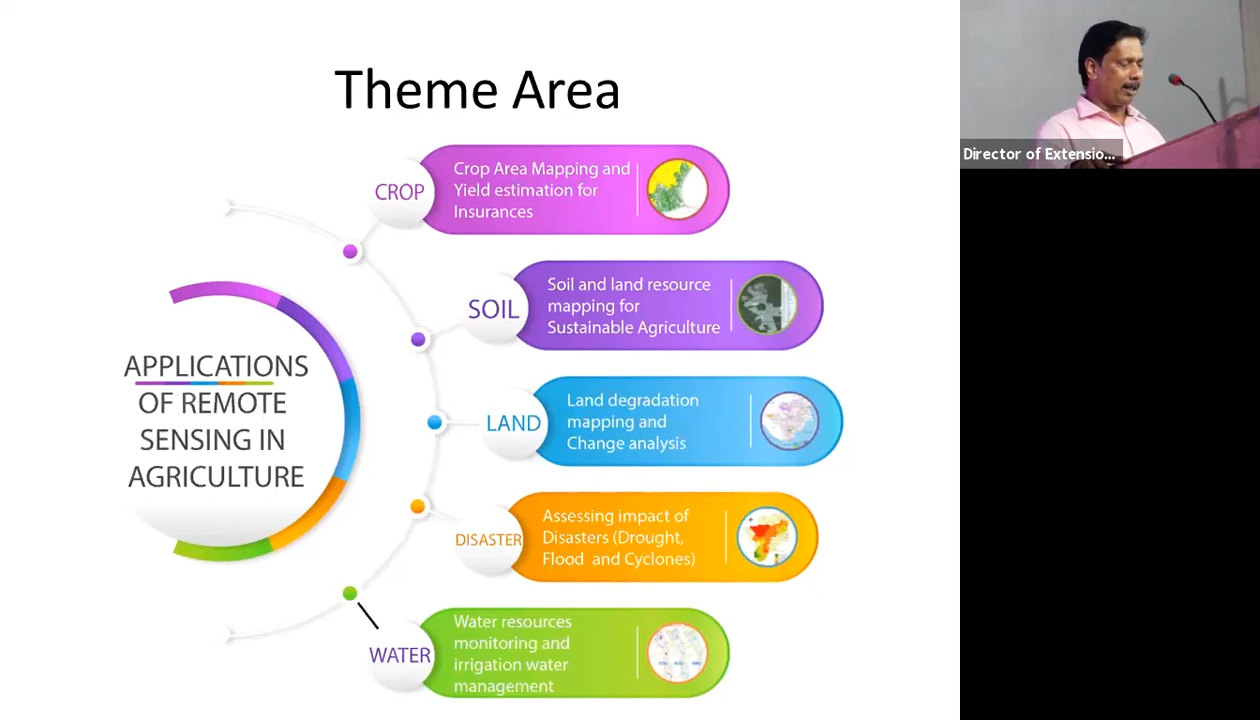 Theme Area
CROP
Crop Area Mapping and
Yield estimation for
Insurances
SOIL
Soil and land resource
mapping for
Sustainable Agriculture
APPLICATIONS
OF REMOTE
SENSING IN
AGRICULTURE
LAND
Land degradation
mapping and
Change analysis
DISASTER
Assessing impact of
Disasters (Drought,
Flood and Cyclones)
WATER
Water resources
monitoring and
irrigation water
management
Director of Extensio...